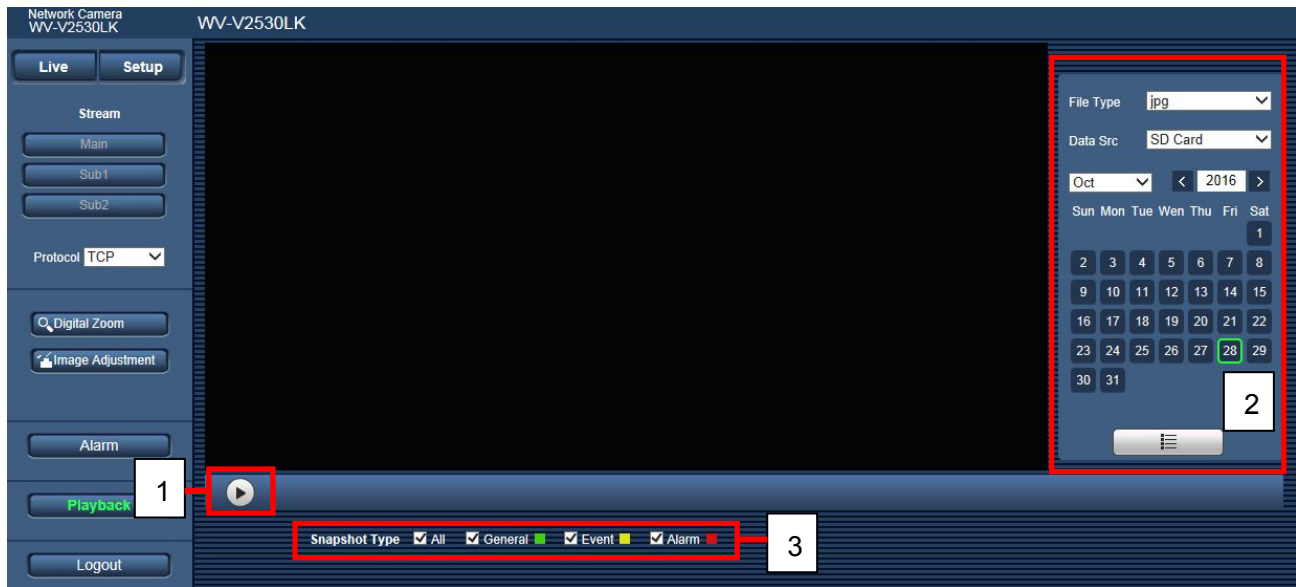 Network Camera
WV-V2530LK
WV-V2530LK
Live Setup
Stream
Main
Sub1
Sub2
Protocol TCP
Digital Zoom
Image Adjustment
Alarm
Playback
Logout
1
Snapshot Type All General Event Alarm
3
File Type jpg
Data Src SD Card
Oct < 2016 >
Sun Mon Tue Wen Thu Fri Sat
1
2 3 4 5 6 7 8
9 10 11 12 13 14 15
16 17 18 19 20 21 22
23 24 25 26 27 28 29
30 31
2